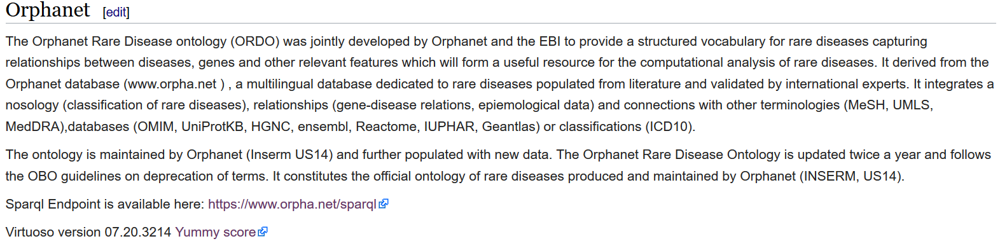 Orphanet [edit]
The Orphanet Rare Disease ontology (ORDO) was jointly developed by Orphanet and the EBI to provide a structured vocabulary for rare diseases capturing
relationships between diseases, genes and other relevant features which will form a useful resource for the computational analysis of rare diseases. It derived from the
Orphanet database (www.orpha.net ) , a multilingual database dedicated to rare diseases populated from literature and validated by international experts. It integrates a
nosology (classification of rare diseases), relationships (gene-disease relations, epiemological data) and connections with other terminologies (MeSH, UMLS,
MedDRA),databases (OMIM, UniProtKB, HGNC, ensembl, Reactome, IUPHAR, Geantlas) or classifications (ICD10).
The ontology is maintained by Orphanet (Inserm US14) and further populated with new data. The Orphanet Rare Disease Ontology is updated twice a year and follows
the OBO guidelines on deprecation of terms. It constitutes the official ontology of rare diseases produced and maintained by Orphanet (INSERM, US14).
Sparql Endpoint is available here: https://www.orpha.net/sparql
Virtuoso version 07.20.3214 Yummy score